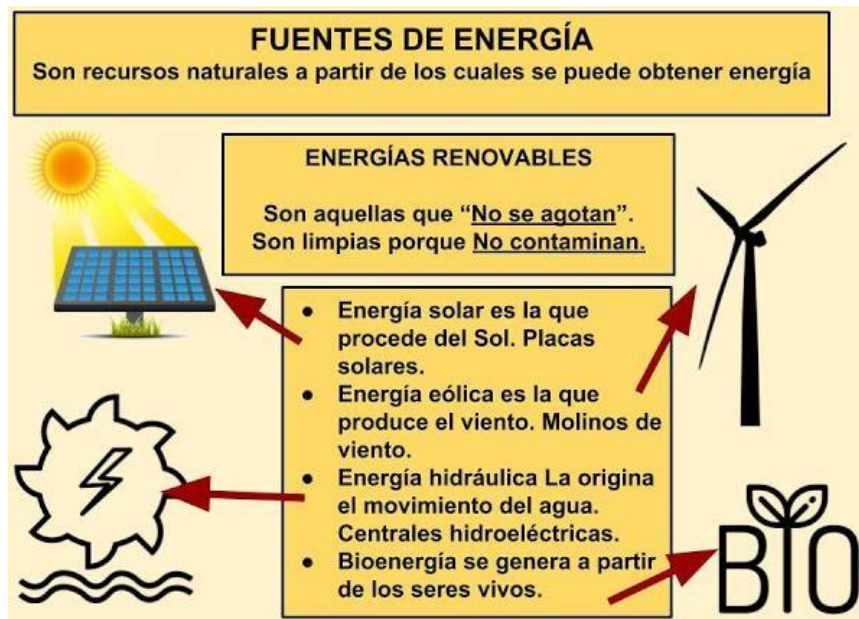 FUENTES DE ENERGÍA
Son recursos naturales a partir de los cuales se puede obtener energía
ENERGÍAS RENOVABLES
Son aquellas que “No se agotan”.
Son limpias porque No contaminan.
● Energía solar es la que
procede del Sol. Placas
solares.
● Energía eólica es la que
produce el viento. Molinos de
viento.
● Energía hidráulica La origina
el movimiento del agua.
Centrales hidroeléctricas.
● Bioenergía se genera a partir
de los seres vivos.
BIO